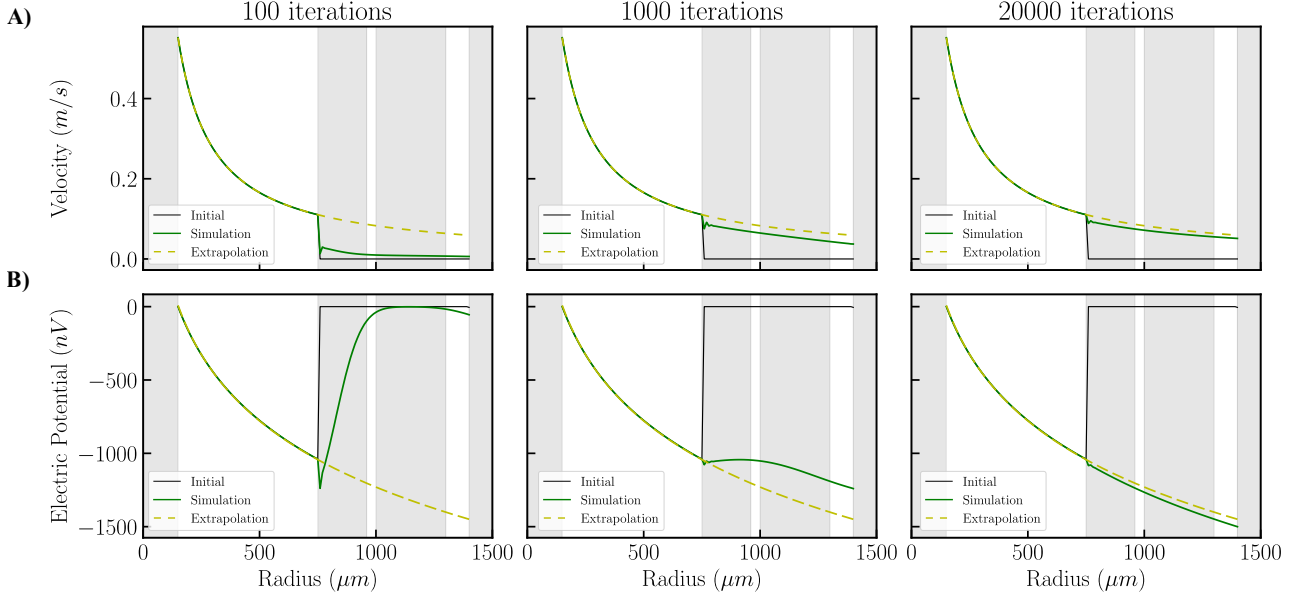 100 iterations
1000 iterations
20000 iterations
A)
Velocity (m/s)
0.4
0.2
0.0
Initial
Simulation
Extrapolation
Initial
Simulation
Extrapolation
Initial
Simulation
Extrapolation
B)
Electric Potential (nV)
0
−500
−1000
−1500
Initial
Simulation
Extrapolation
Initial
Simulation
Extrapolation
Initial
Simulation
Extrapolation
0 500 1000 1500
0 500 1000 1500
0 500 1000 1500
Radius (μm)
Radius (μm)
Radius (μm)